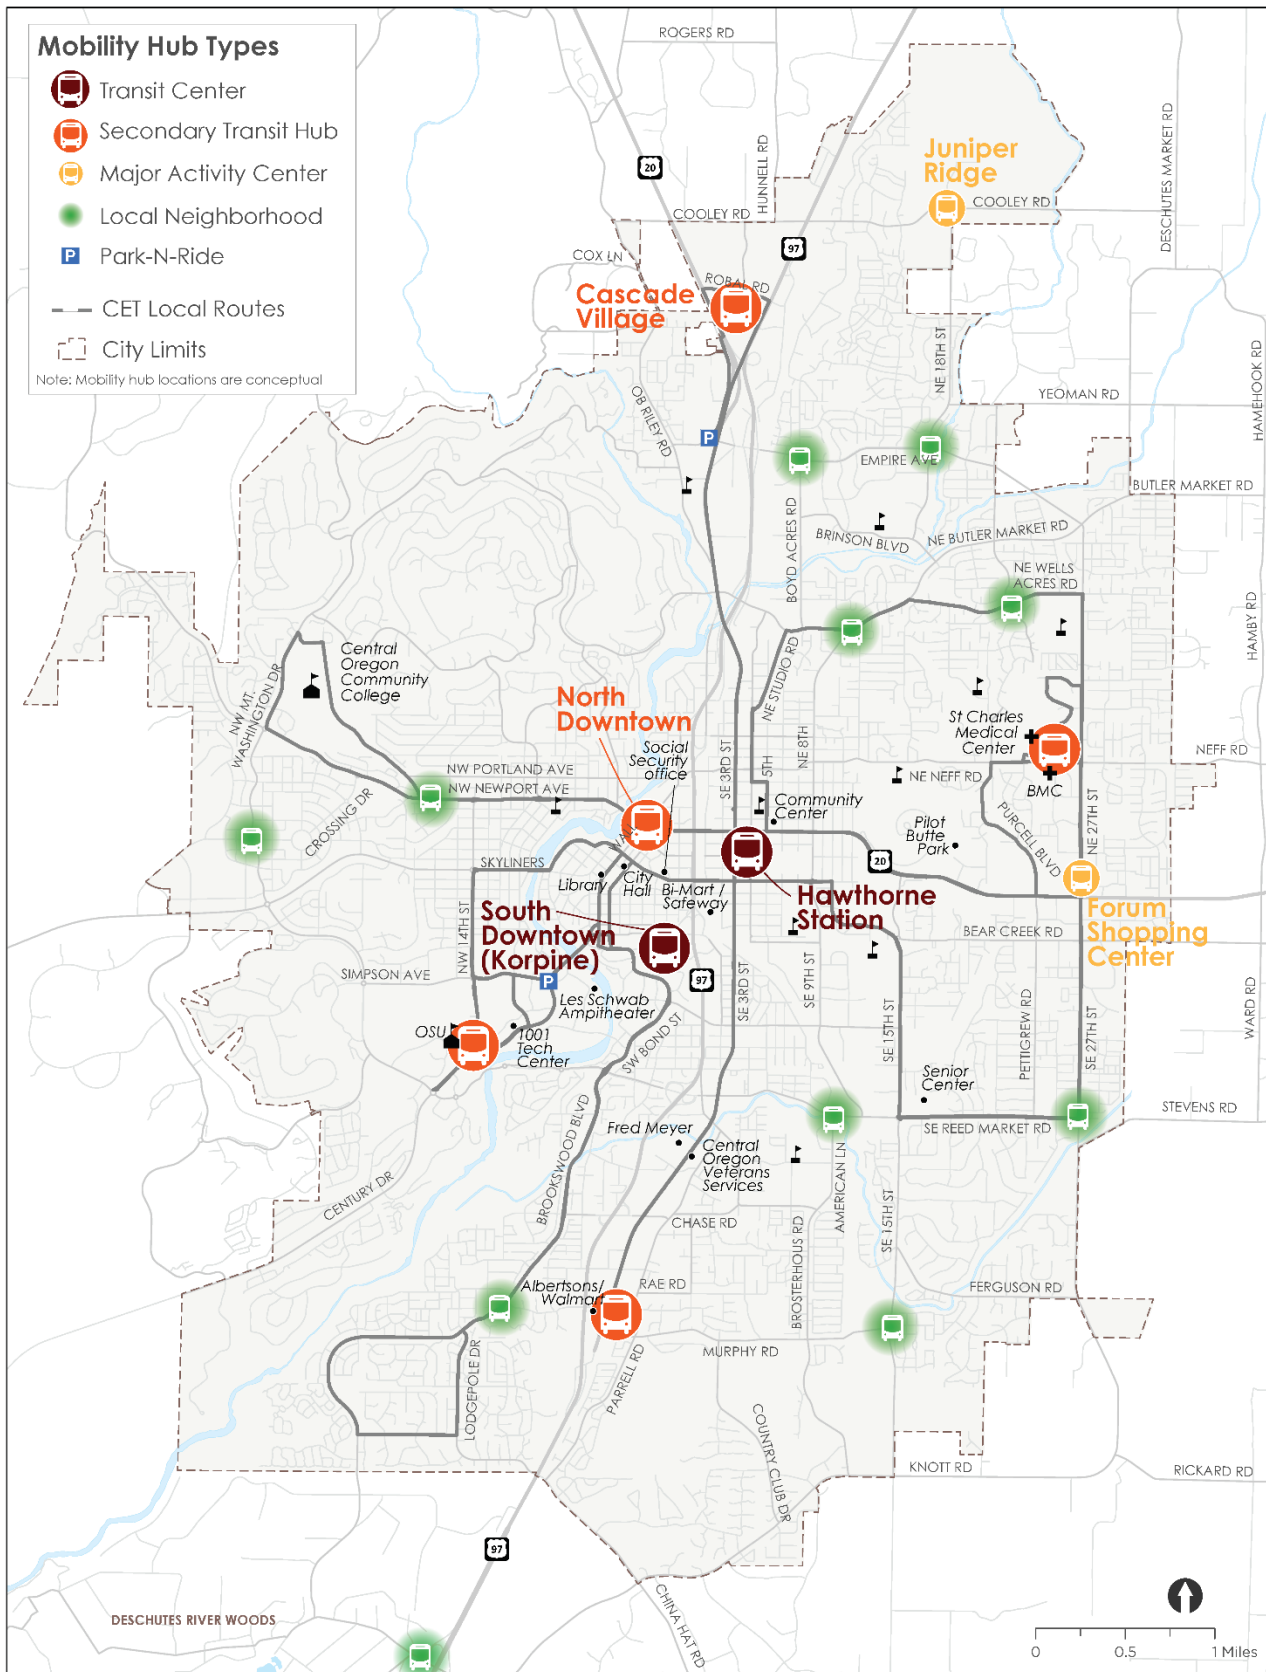 Mobility Hub Types
Transit Center
Secondary Transit Hub
Major Activity Center
Local Neighborhood
P
Park-N-Ride
CET Local Routes
City Limits
Note: Mobility hub locations are conceptual
ROGERS RD
HUNNELL RD
DESCHUTES MARKET RD
20
Juniper
Ridge
COOLEY RD
COOLEY RD
97
COX LN
ROBAL RD
Cascade
Village
NE 18TH ST
HAMEHOOK RD
YEOMAN RD
OB RILEY RD
P
EMPIRE AVE
BUTLER MARKET RD
BOYD ACRES RD
BRINSON BLVD
NE BUTLER MARKET RD
NE WELLS
ACRES RD
HAMBY RD
Central
Oregon
Community
College
NW MT.
WASHINGTON DR
NE STUDIO RD
North
Downtown
St Charles
Medical
Center
NEFF RD
Social
Security
office
SE 3RD ST
5TH
NE 8TH
NW PORTLAND AVE
NW NEWPORT AVE
NE NEFF RD
BMC
PURCELL BLVD
NE 27TH ST
CROSSING DR
Community
Center
Pilot
Butte
Park
WALL
20
SKYLINERS
Library
City
Hall
Bi-Mart /
Safeway
Hawthorne
Station
Forum
Shopping
Center
South
Downtown
(Korpine)
NW 14TH ST
BEAR CREEK RD
SIMPSON AVE
P
97
SE 3RD ST
SE 9TH ST
Les Schwab
Ampitheater
OSU
1001
Tech
Center
SW BOND ST
SE 15TH ST
PETTIGREW RD
SE 27TH ST
WARD RD
Senior
Center
STEVENS RD
SE REED MARKET RD
Fred Meyer
Central
Oregon
Veterans
Services
BROOKSWOOD BLVD
CENTURY DR
AMERICAN LN
SE 15TH ST
CHASE RD
BROSTERHOUS RD
Albertsons/
Walmart
RAE RD
FERGUSON RD
MURPHY RD
LODGEPOLE DR
PARRELL RD
COUNTRY CLUB DR
KNOTT RD
RICKARD RD
97
CHINA HAT RD
DESCHUTES RIVER WOODS
0
0.5
1 Miles